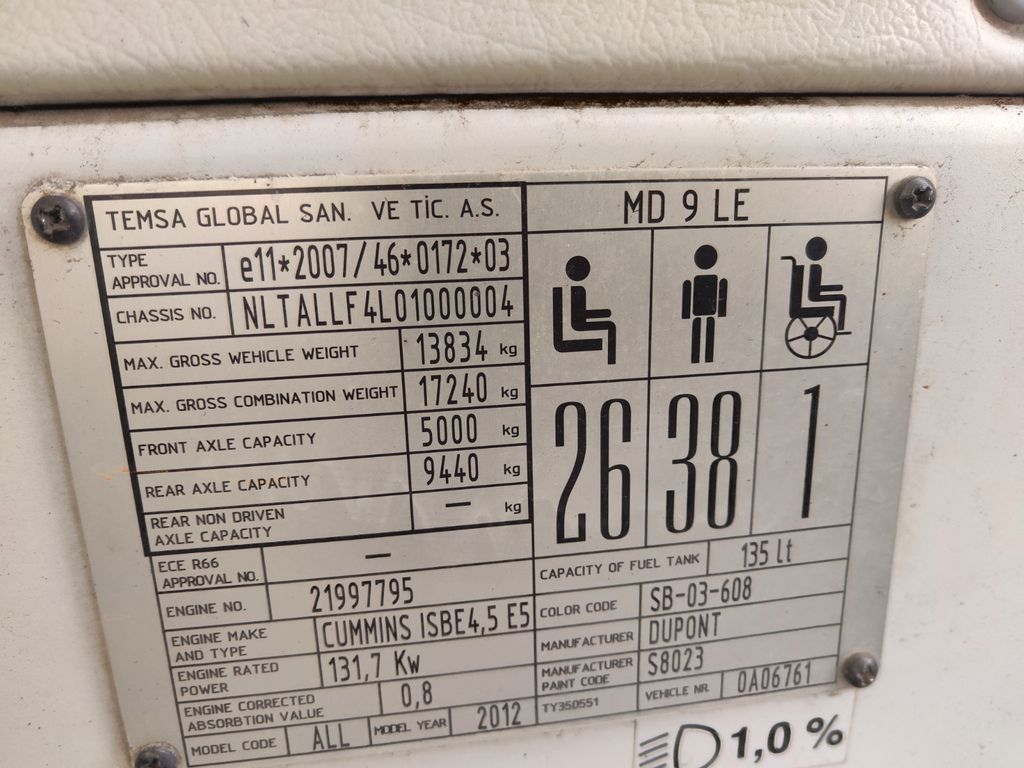 TEMSA GLOBAL SAN. VE TİC. A.S.
MD 9 LE
TYPE
APPROVAL NO.
e11*2007/46*0172*03
CHASSIS NO.
NLTALLF4L01000004
MAX. GROSS WEHICLE WEIGHT
13834 kg
MAX. GROSS COMBINATION WEIGHT
17240 kg
FRONT AXLE CAPACITY
5000 kg
REAR AXLE CAPACITY
9440 kg
REAR NON DRIVEN
AXLE CAPACITY
— kg
26
38
1
ECE R66
APPROVAL NO.
—
ENGINE NO.
21997795
ENGINE MAKE
AND TYPE
CUMMINS ISBE4,5 E5
ENGINE RATED
POWER
131,7 Kw
ENGINE CORRECTED
ABSORBTION VALUE
0,8
MODEL CODE
ALL
MODEL YEAR
2012
CAPACITY OF FUEL TANK
135 Lt
COLOR CODE
SB-03-608
MANUFACTURER
DUPONT
MANUFACTURER
PAINT CODE
S8023
TY350551
VEHICLE NR.
0A06761
1,0 %